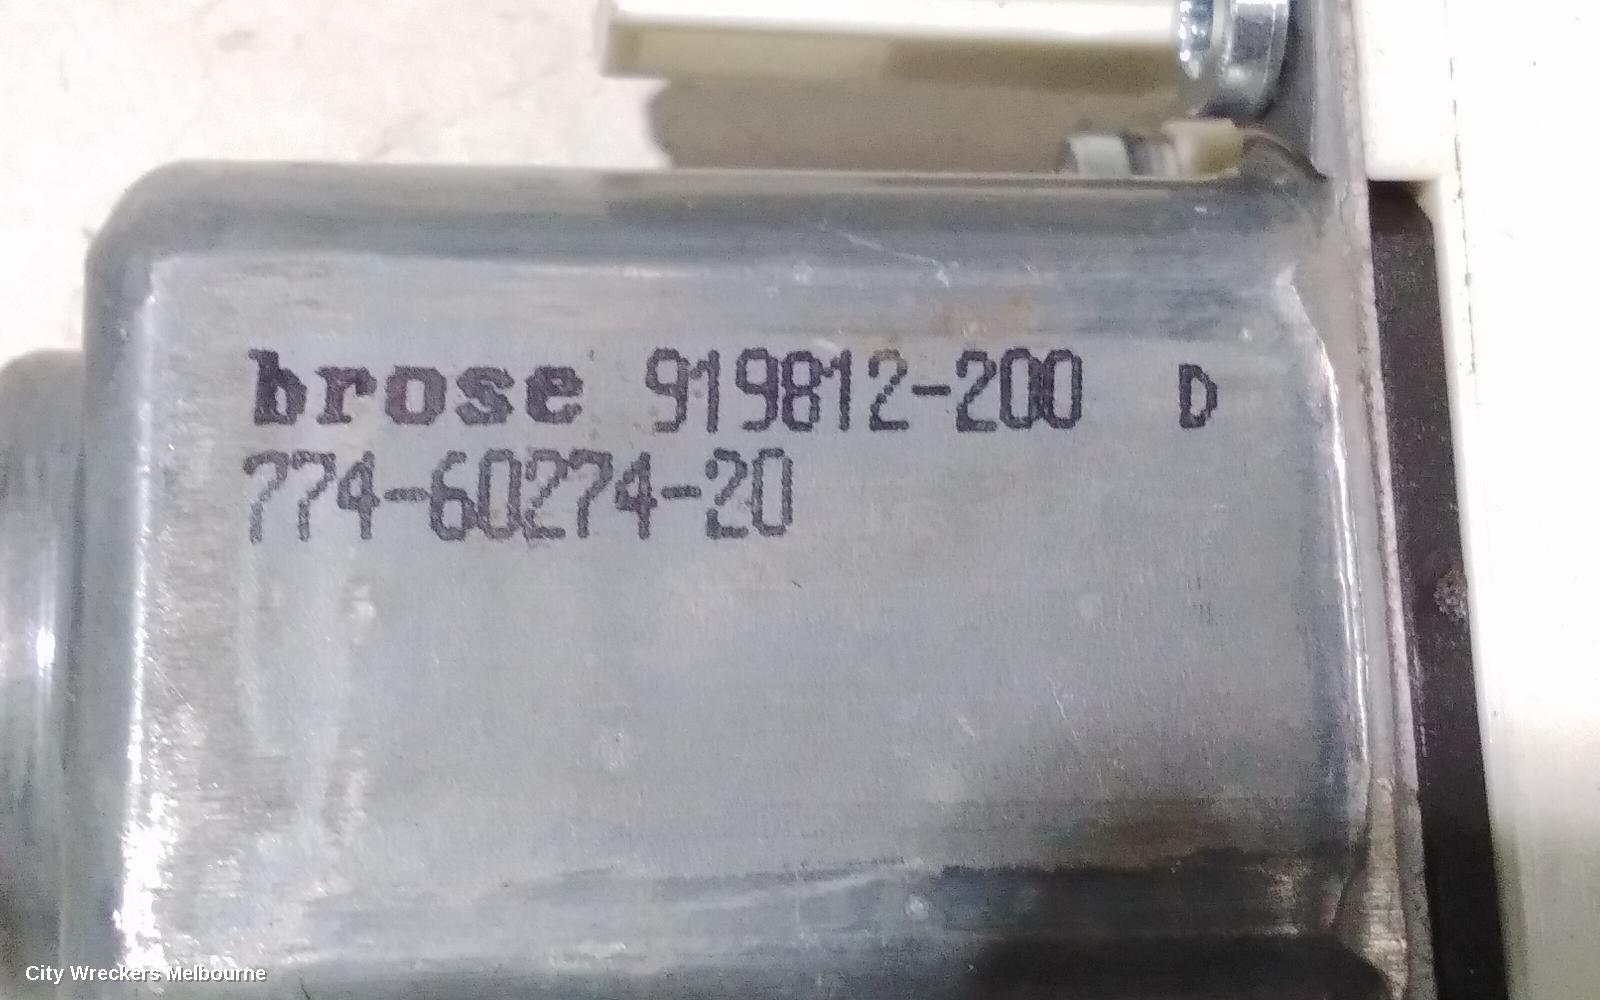 brose 919812-200 D
774-60274-20
City Wreckers Melbourne